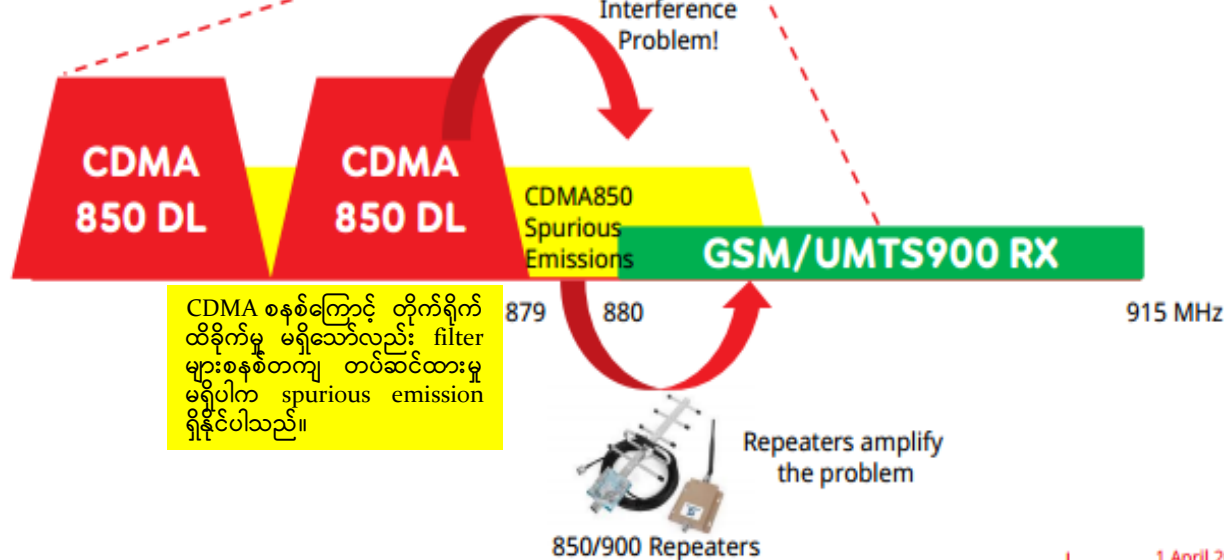 Interference
Problem!
CDMA
850 DL
CDMA
850 DL
CDMA850
Spurious
Emissions
GSM/UMTS900 RX
879
880
915 MHz
CDMA စနစ်ကြောင့် တိုက်ရိုက်
ထိခိုက်မှု မရှိသော်လည်း filter
များစနစ်တကျ တပ်ဆင်ထားမှု
မရှိပါက spurious emission
ရှိနိုင်ပါသည်။
Repeaters amplify
the problem
850/900 Repeaters
1 April 2